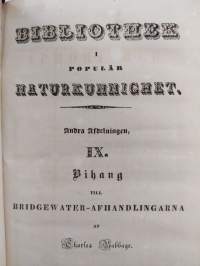 BIBLIOTHEK
I
POPULÄR
NATURKUNNIGHET.
Andra Afdelningen,
IX.
Bihang
TILL
BRIDGEWATER-AFHANDLINGARNA
AF
Charles Babbage.